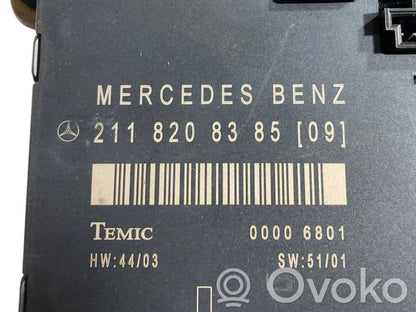 MERCEDES BENZ
211 820 83 85 [09]
TEMIC 0000 6801
HW:44/03 SW:51/01
Ovoko